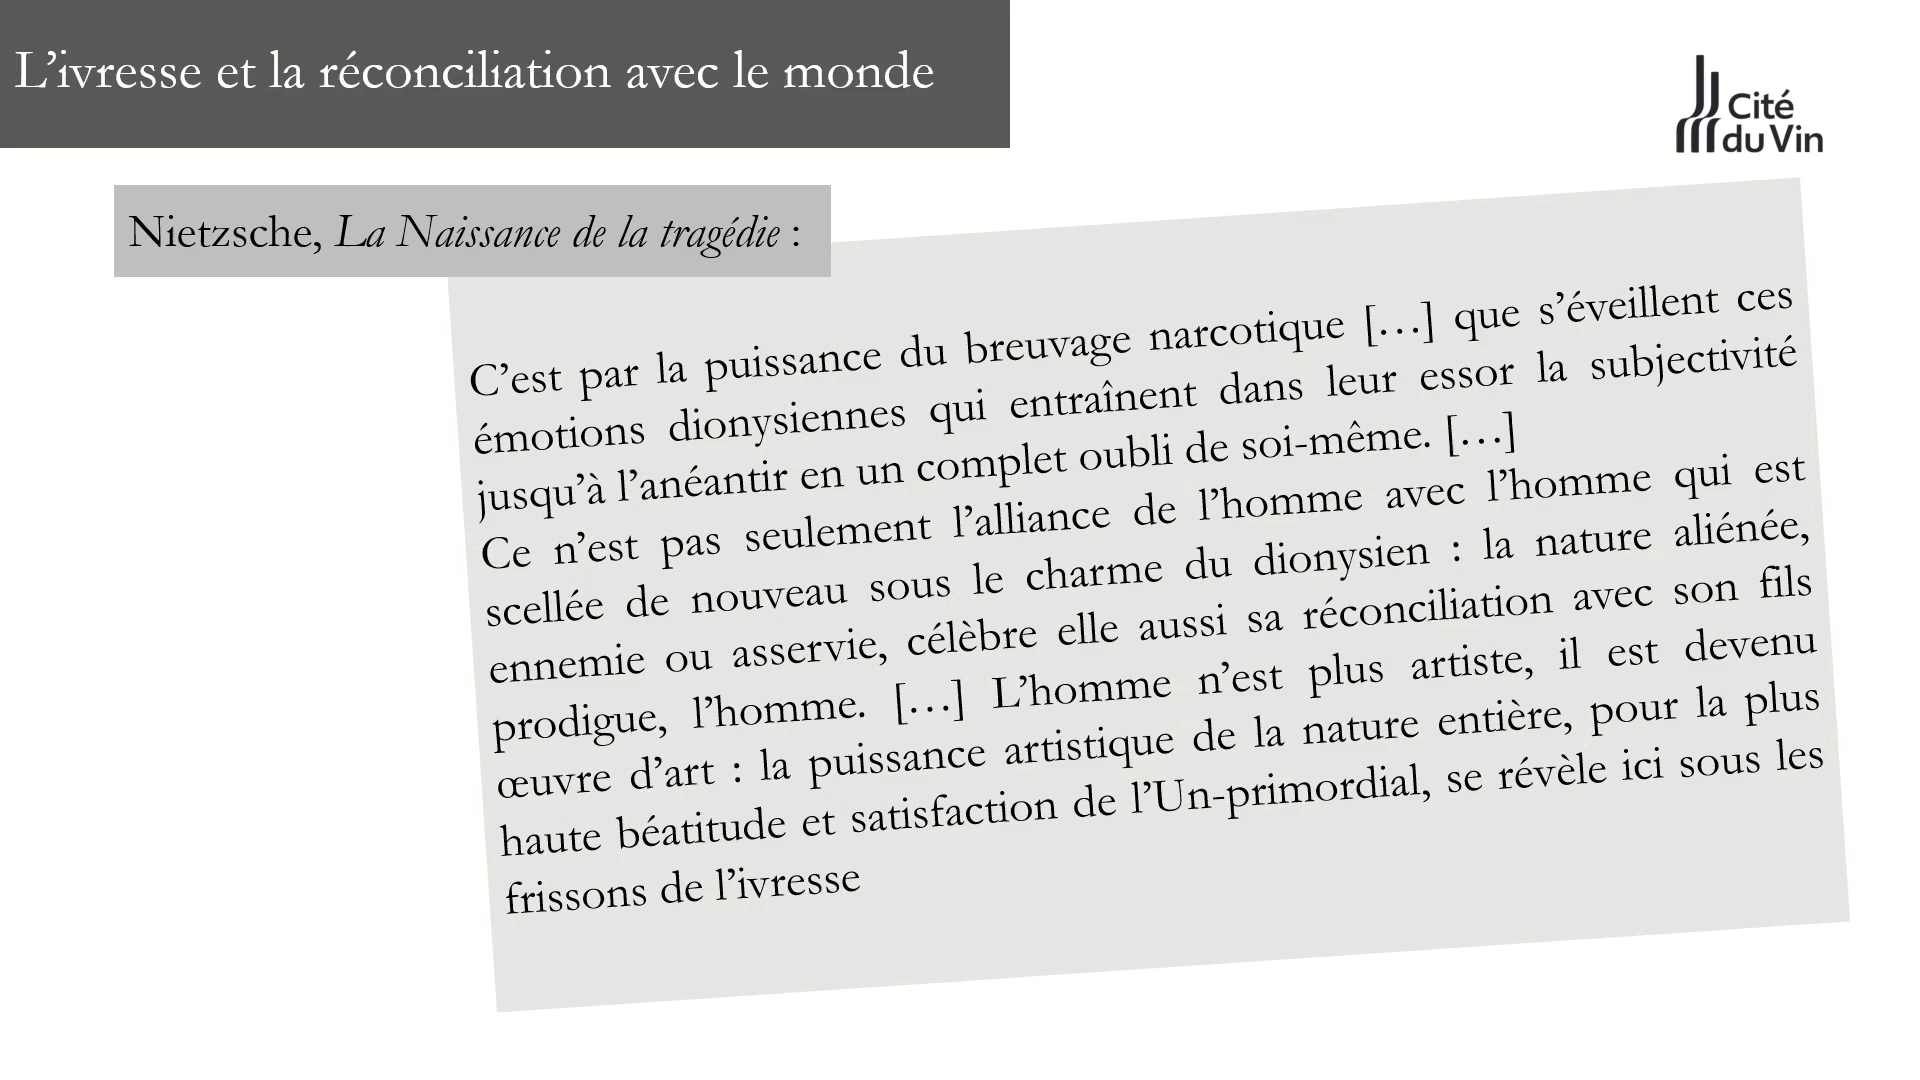 L’ivresse et la réconciliation avec le monde
Cité
du Vin
Nietzsche, La Naissance de la tragédie :
C’est par la puissance du breuvage narcotique […] que s’éveillent ces
émotions dionysiennes qui entraînent dans leur essor la subjectivité
jusqu’à l’anéantir en un complet oubli de soi-même. […]
Ce n’est pas seulement l’alliance de l’homme avec l’homme qui est
scellée de nouveau sous le charme du dionysien : la nature aliénée,
ennemie ou asservie, célèbre elle aussi sa réconciliation avec son fils
prodigue, l’homme. […] L’homme n’est plus artiste, il est devenu
œuvre d’art : la puissance artistique de la nature entière, pour la plus
haute béatitude et satisfaction de l’Un-primordial, se révèle ici sous les
frissons de l’ivresse